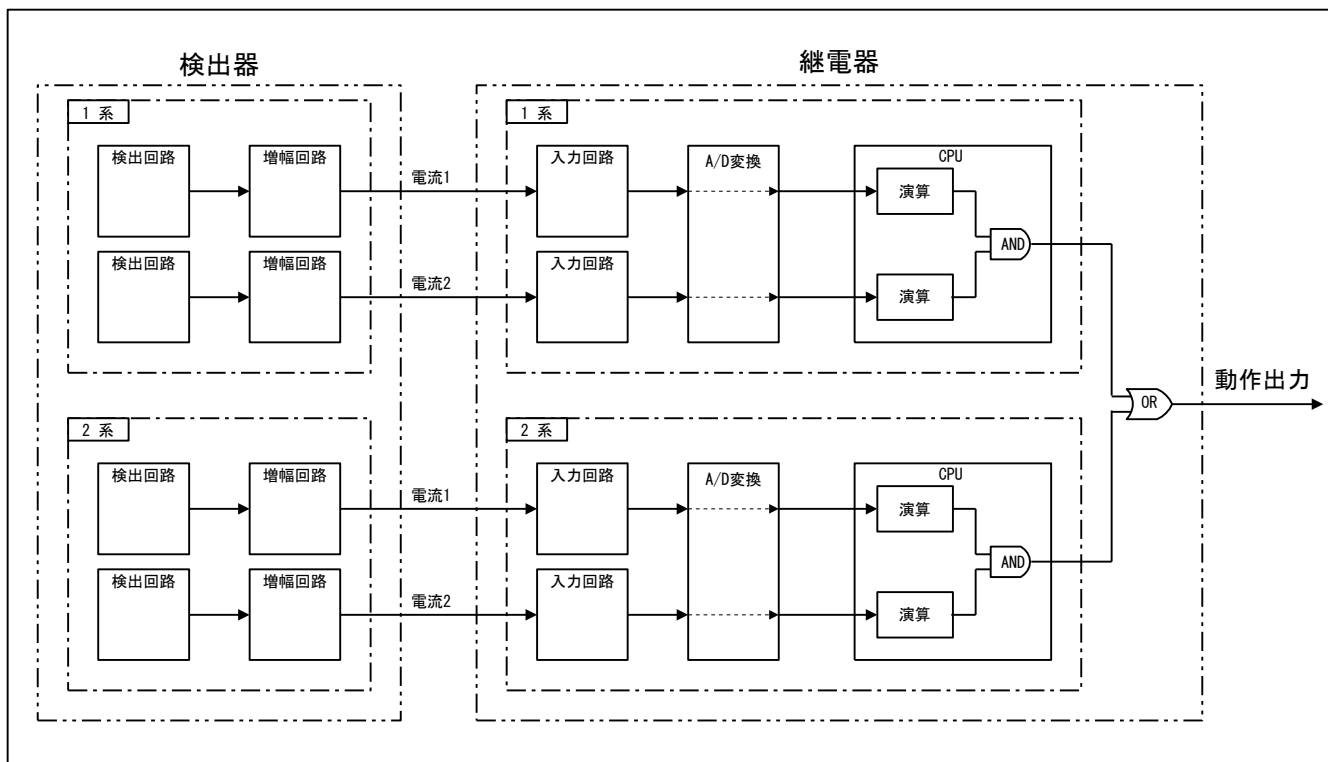 検出器
継電器
1 系
検出回路
増幅回路
電流1
検出回路
増幅回路
電流2
1 系
入力回路
A/D変換
CPU
演算
AND
入力回路
演算
OR
動作出力
2 系
検出回路
増幅回路
電流1
検出回路
増幅回路
電流2
2 系
入力回路
A/D変換
CPU
演算
AND
入力回路
演算